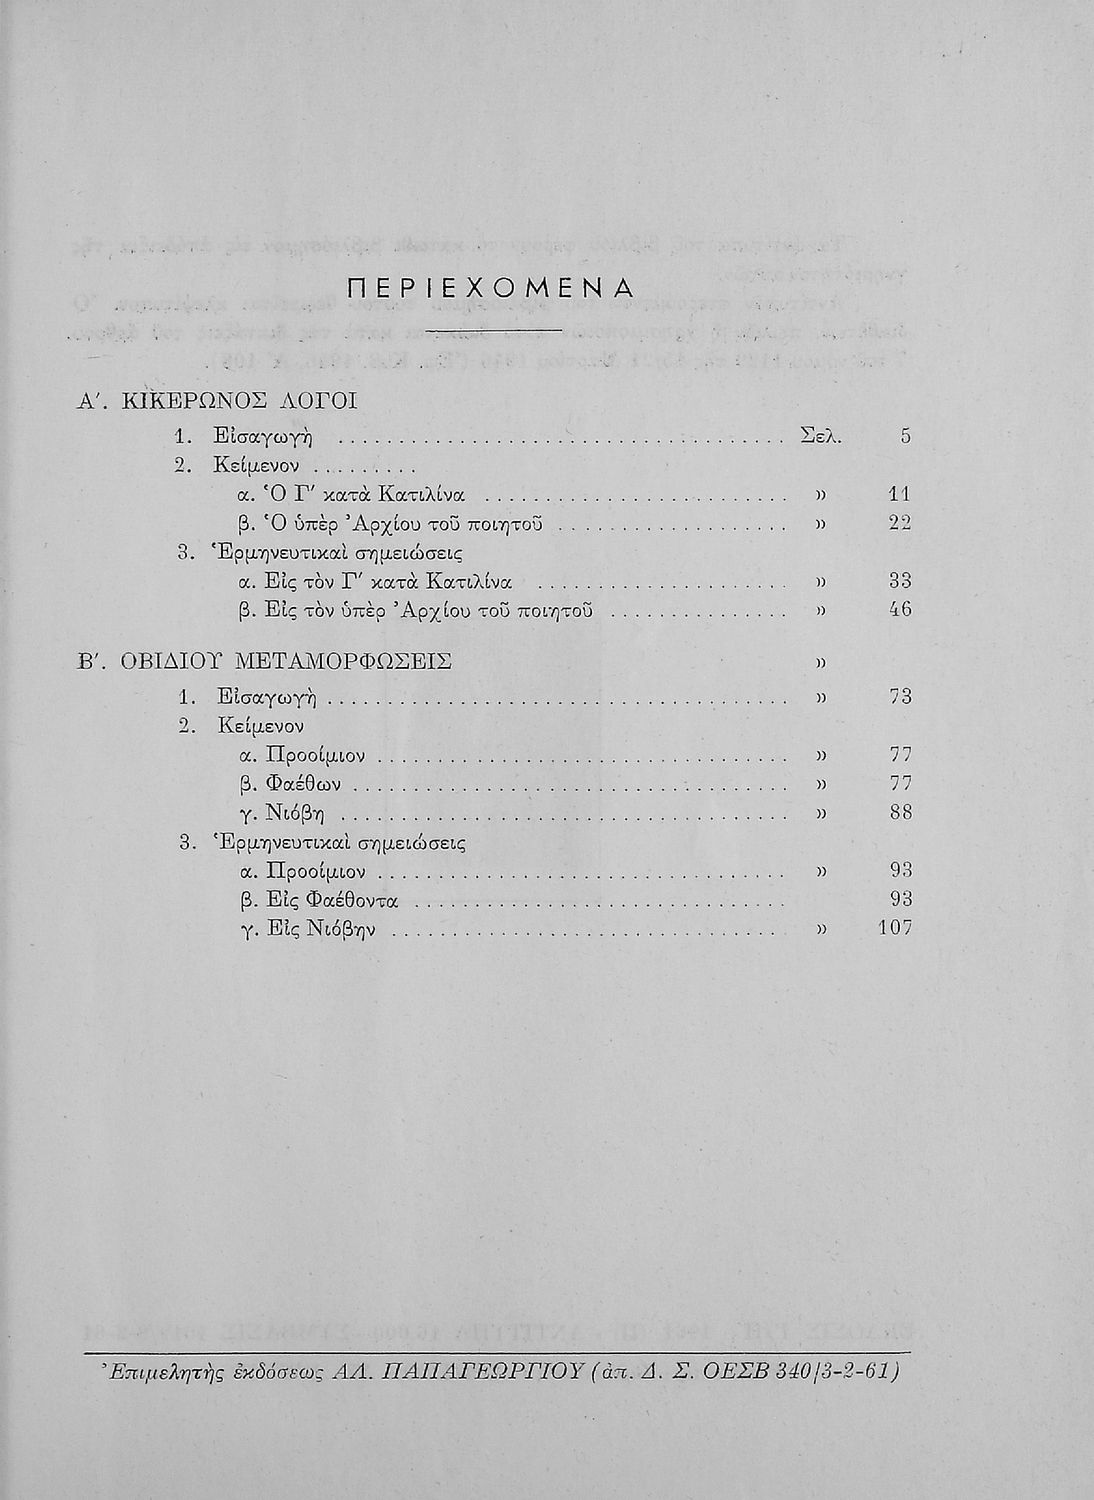 ΠΕΡΙΕΧΟΜΕΝΑ
Α'. ΚΙΚΕΡΩΝΟΣ ΛΟΓΟΙ
1. Εἰσαγωγὴ ........ Σελ. 5
2. Κείμενον .........
α. Ὁ Γ' κατὰ Κατιλίνα ........ » 11
β. Ὁ ὑπὲρ Ἀρχίου τοῦ ποιητοῦ ........ » 22
3. Ἑρμηνευτικαὶ σημειώσεις
α. Εἰς τὸν Γ' κατὰ Κατιλίνα ........ » 33
β. Εἰς τὸν ὑπὲρ Ἀρχίου τοῦ ποιητοῦ ........ » 46
Β'. ΟΒΙΔΙΟΥ ΜΕΤΑΜΟΡΦΩΣΕΙΣ »
1. Εἰσαγωγὴ ........ » 73
2. Κείμενον
α. Προοίμιον ........ » 77
β. Φαέθων ........ » 77
γ. Νιόβη ........ » 88
3. Ἑρμηνευτικαὶ σημειώσεις
α. Προοίμιον ........ » 93
β. Εἰς Φαέθοντα ........ 93
γ. Εἰς Νιόβην ........ » 107
Ἐπιμελητὴς ἐκδόσεως ΑΛ. ΠΑΠΑΓΕΩΡΓΙΟΥ (ἀπ. Δ. Σ. ΟΕΣΒ 340/3-2-61)